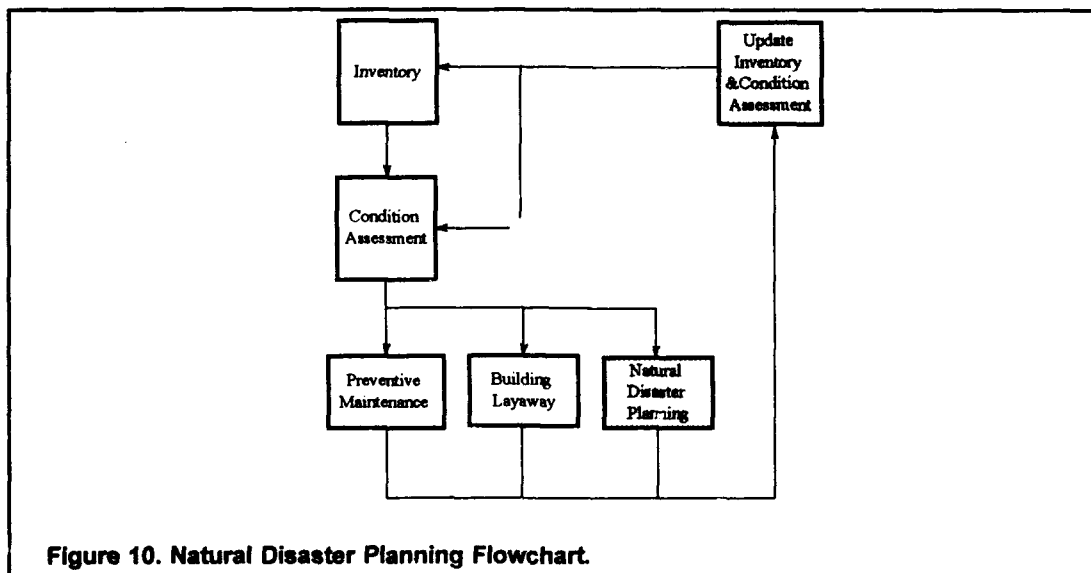 Inventory
Update
Inventory
&Condition
Assessment
Condition
Assessment
Preventive
Maintenance
Building
Layaway
Natural
Disaster
Planning
Figure 10. Natural Disaster Planning Flowchart.